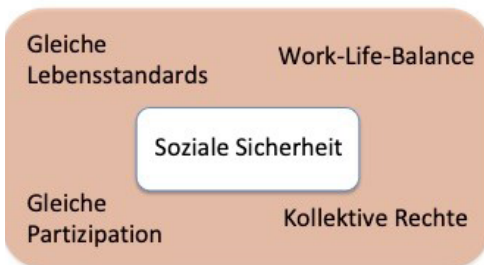 Gleiche
Lebensstandards
Work-Life-Balance
Soziale Sicherheit
Gleiche
Partizipation
Kollektive Rechte